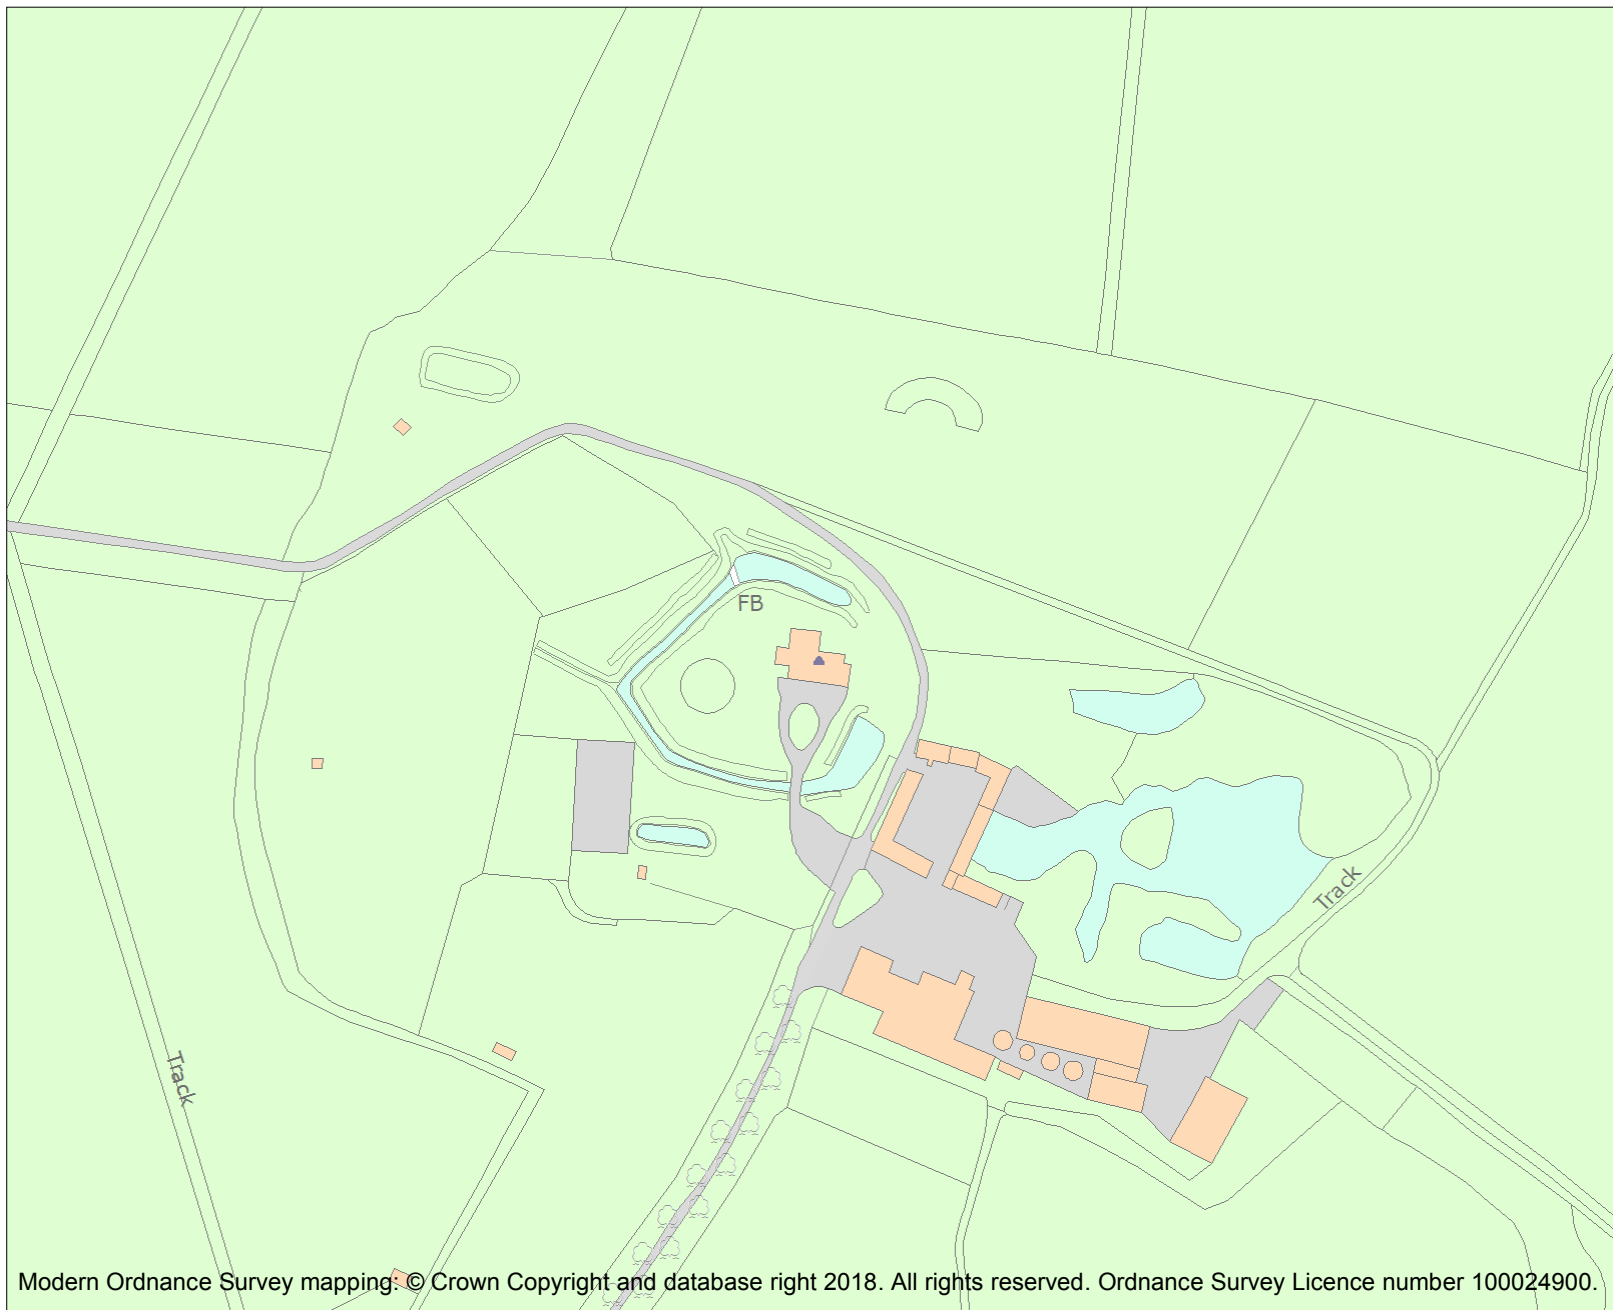 FB
Track
Track
Modern Ordnance Survey mapping: © Crown Copyright and database right 2018. All rights reserved. Ordnance Survey Licence number 100024900.